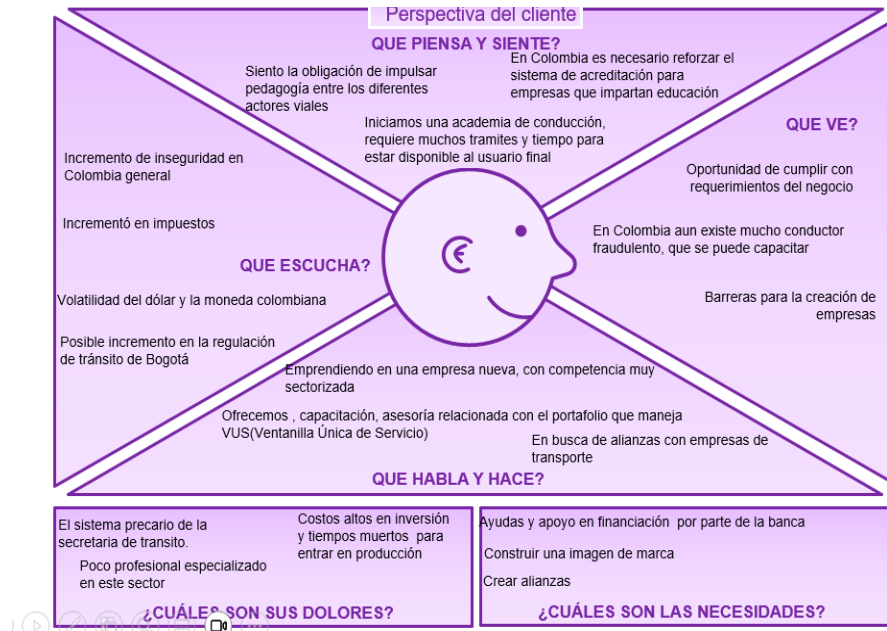 Perspectiva del cliente
QUE PIENSA Y SIENTE?
Siento la obligación de impulsar
pedagogía entre los diferentes
actores viales
En Colombia es necesario reforzar el
sistema de acreditación para
empresas que impartan educación
Iniciamos una academia de conducción,
requiere muchos tramites y tiempo para
estar disponible al usuario final
QUE VE?
Oportunidad de cumplir con
requerimientos del negocio
En Colombia aun existe mucho conductor
fraudulento, que se puede capacitar
Barreras para la creación de
empresas
Incremento de inseguridad en
Colombia general
Incrementó en impuestos
QUE ESCUCHA?
Volatilidad del dólar y la moneda colombiana
Posible incremento en la regulación
de tránsito de Bogotá
Emprendiendo en una empresa nueva, con competencia muy
sectorizada
Ofrecemos , capacitación, asesoría relacionada con el portafolio que maneja
VUS(Ventanilla Única de Servicio)
En busca de alianzas con empresas de
transporte
QUE HABLA Y HACE?
El sistema precario de la
secretaria de transito.
Costos altos en inversión
y tiempos muertos para
entrar en producción
Poco profesional especializado
en este sector
¿CUÁLES SON SUS DOLORES?
Ayudas y apoyo en financiación por parte de la banca
Construir una imagen de marca
Crear alianzas
¿CUÁLES SON LAS NECESIDADES?